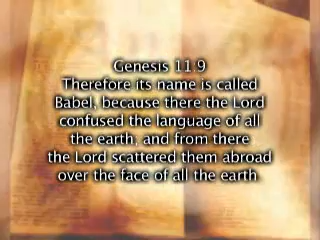 Genesis 11 9
Therefore its name is called
Babel, because there the Lord
confused the language of all
the earth, and from there
the Lord scattered them abroad
over the face of all the earth